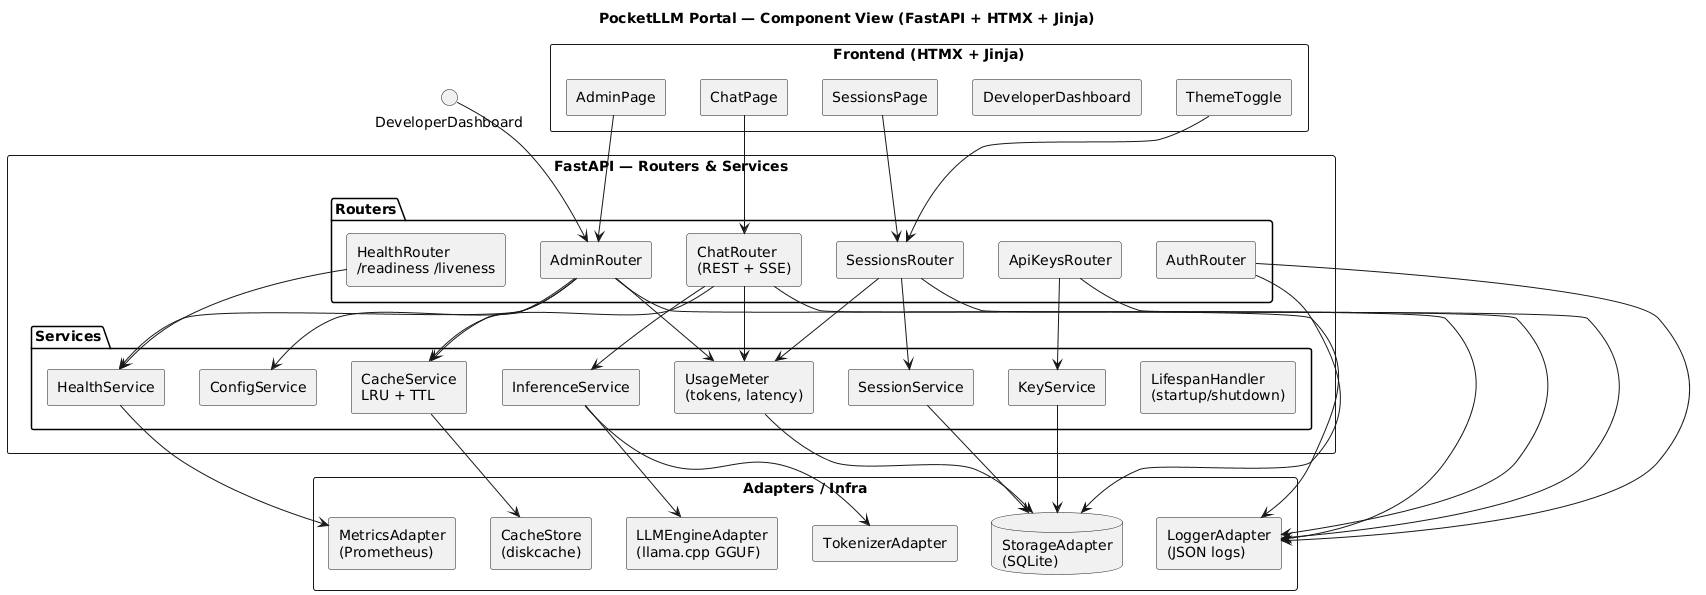 PocketLLM Portal — Component View (FastAPI + HTMX + Jinja)
Frontend (HTMX + Jinja)
AdminPage
ChatPage
SessionsPage
DeveloperDashboard
ThemeToggle
DeveloperDashboard
FastAPI — Routers & Services
Routers
HealthRouter
/readiness /liveness
AdminRouter
ChatRouter
(REST + SSE)
SessionsRouter
ApiKeysRouter
AuthRouter
Services
HealthService
ConfigService
CacheService
LRU + TTL
InferenceService
UsageMeter
(tokens, latency)
SessionService
KeyService
LifespanHandler
(startup/shutdown)
Adapters / Infra
MetricsAdapter
(Prometheus)
CacheStore
(diskcache)
LLMEngineAdapter
(llama.cpp GGUF)
TokenizerAdapter
StorageAdapter
(SQLite)
LoggerAdapter
(JSON logs)